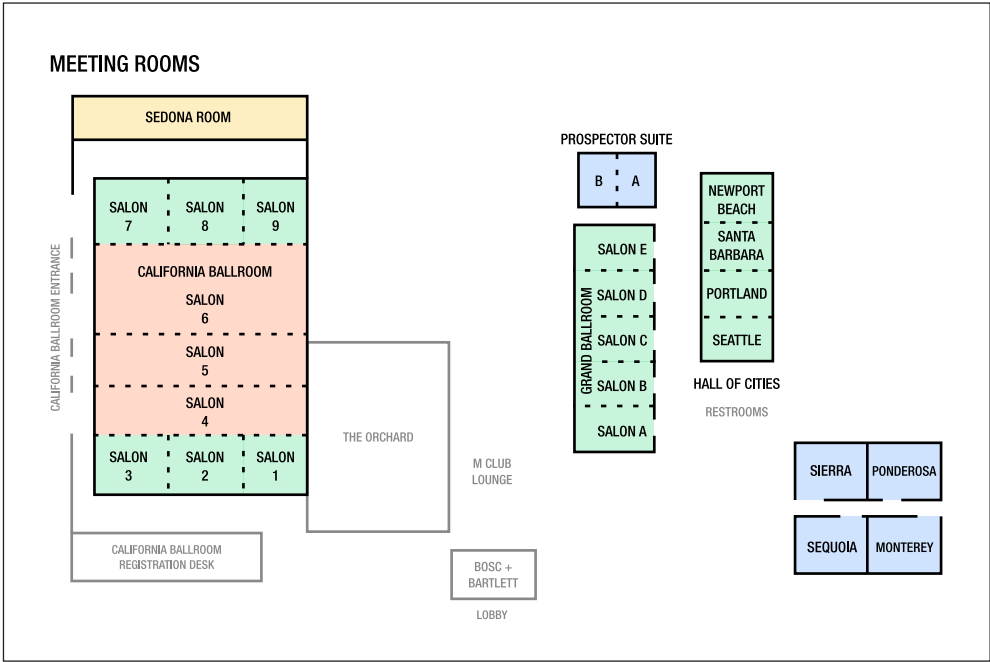 MEETING ROOMS
SEDONA ROOM
SALON
7
SALON
8
SALON
9
CALIFORNIA BALLROOM
SALON
6
SALON
5
SALON
4
SALON
3
SALON
2
SALON
1
CALIFORNIA BALLROOM ENTRANCE
CALIFORNIA BALLROOM
REGISTRATION DESK
THE ORCHARD
M CLUB
LOUNGE
BOSC +
BARTLETT
LOBBY
PROSPECTOR SUITE
B
A
GRAND BALLROOM
SALON E
SALON D
SALON C
SALON B
SALON A
NEWPORT
BEACH
SANTA
BARBARA
PORTLAND
SEATTLE
HALL OF CITIES
RESTROOMS
SIERRA
PONDEROSA
SEQUOIA
MONTEREY